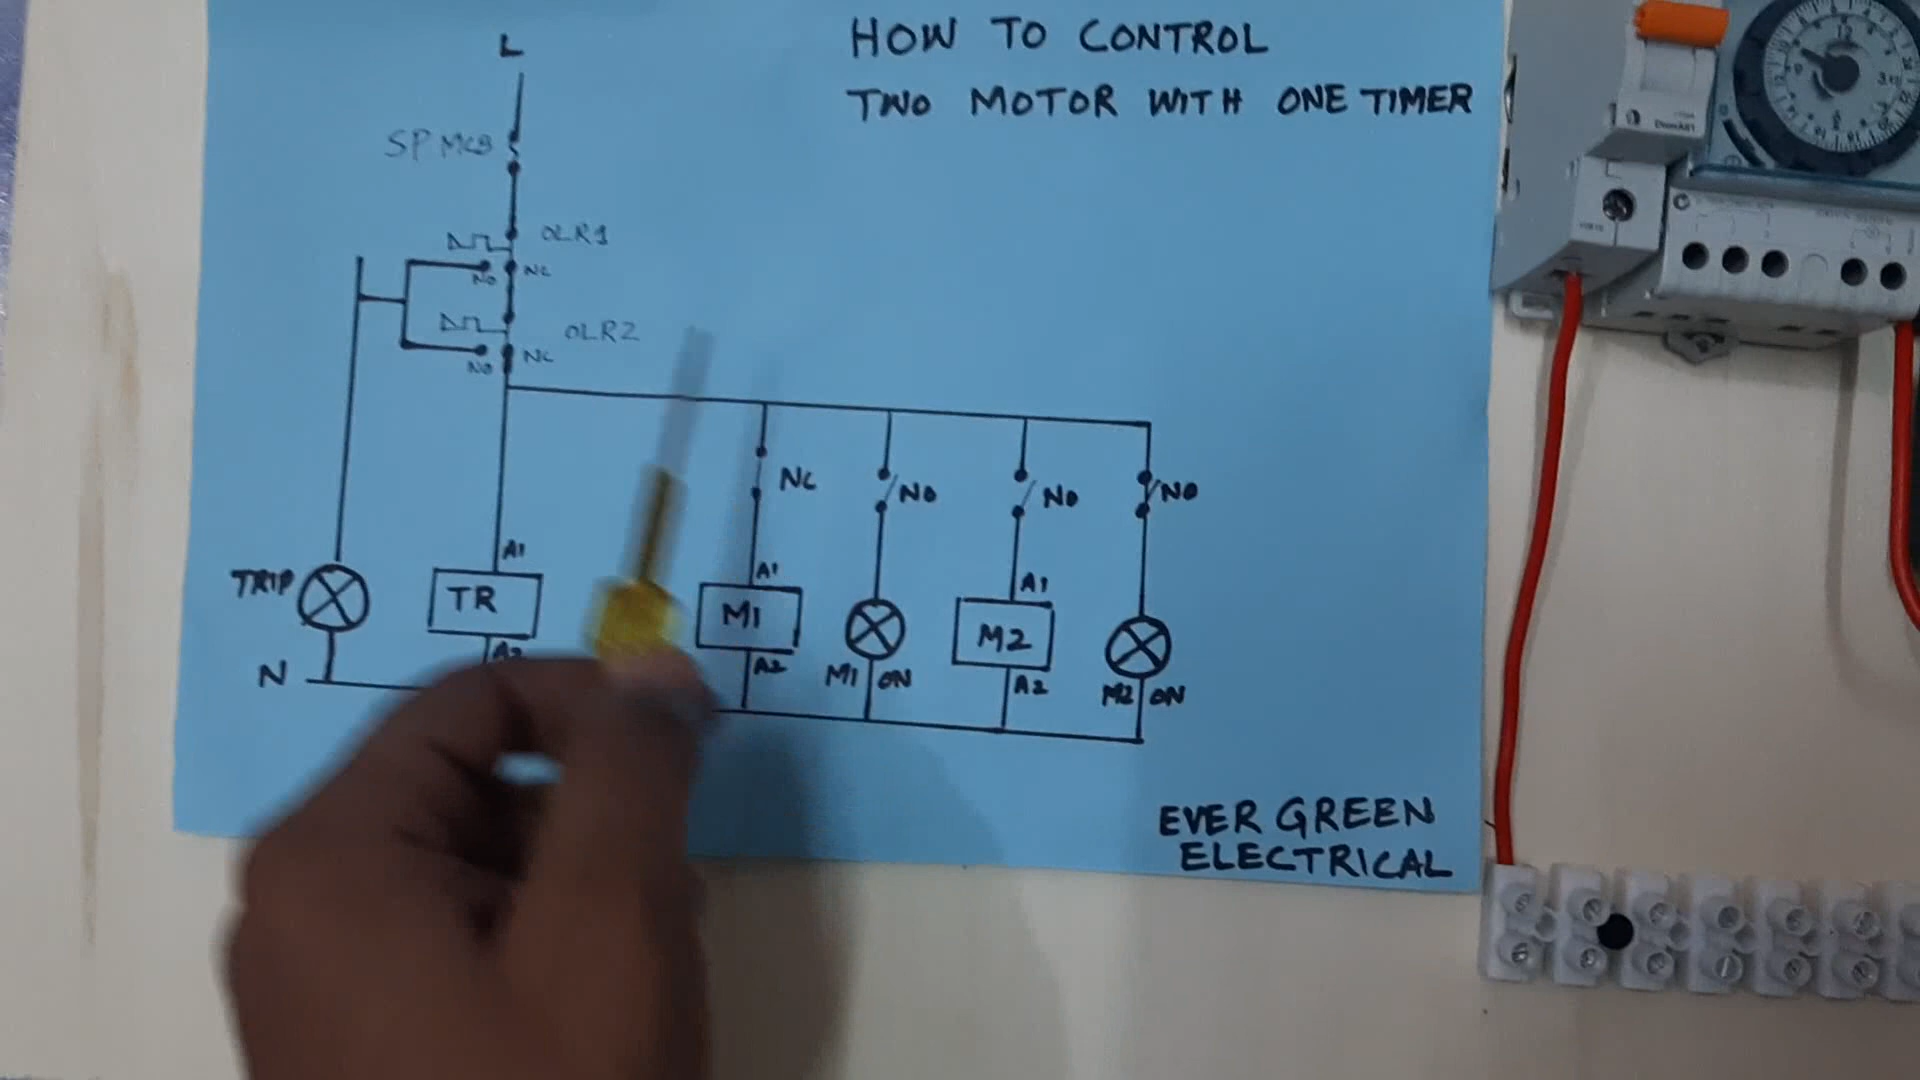 HOW TO CONTROL
TWO MOTOR WITH ONE TIMER
L
SP MCB
OLR1
NO NC
OLR2
NO NC
NC
NO
NO
NO
A1
A1
A1
TRIP
TR
M1
M2
A2
A2
A2
M1 ON
M2 ON
N
EVER GREEN
ELECTRICAL